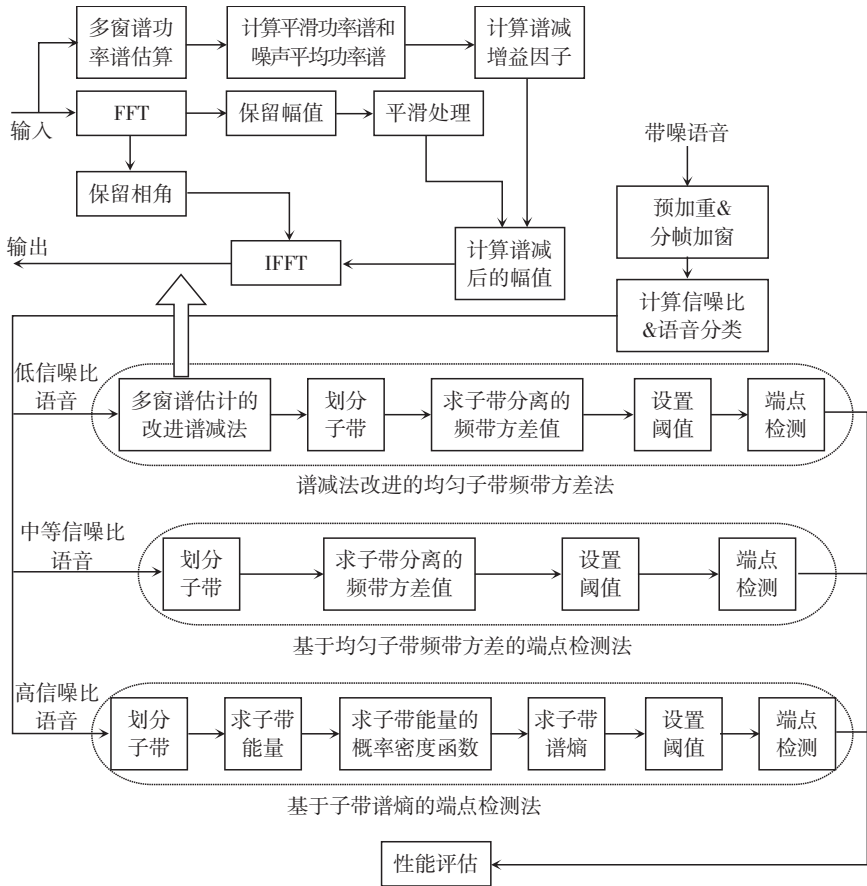 多窗谱功
率谱估算
计算平滑功率谱和
噪声平均功率谱
计算谱减
增益因子
输入
FFT
保留幅值
平滑处理
保留相角
输出
IFFT
计算谱减
后的幅值
带噪语音
预加重&
分帧加窗
计算信噪比
&语音分类
低信噪比
语音
多窗谱估计的
改进谱减法
划分
子带
求子带分离的
频带方差值
设置
阈值
端点
检测
谱减法改进的均匀子带频带方差法
中等信噪比
语音
划分
子带
求子带分离的
频带方差值
设置
阈值
端点
检测
基于均匀子带频带方差的端点检测法
高信噪比
语音
划分
子带
求子带
能量
求子带能量的
概率密度函数
求子带
谱熵
设置
阈值
端点
检测
基于子带谱熵的端点检测法
性能评估